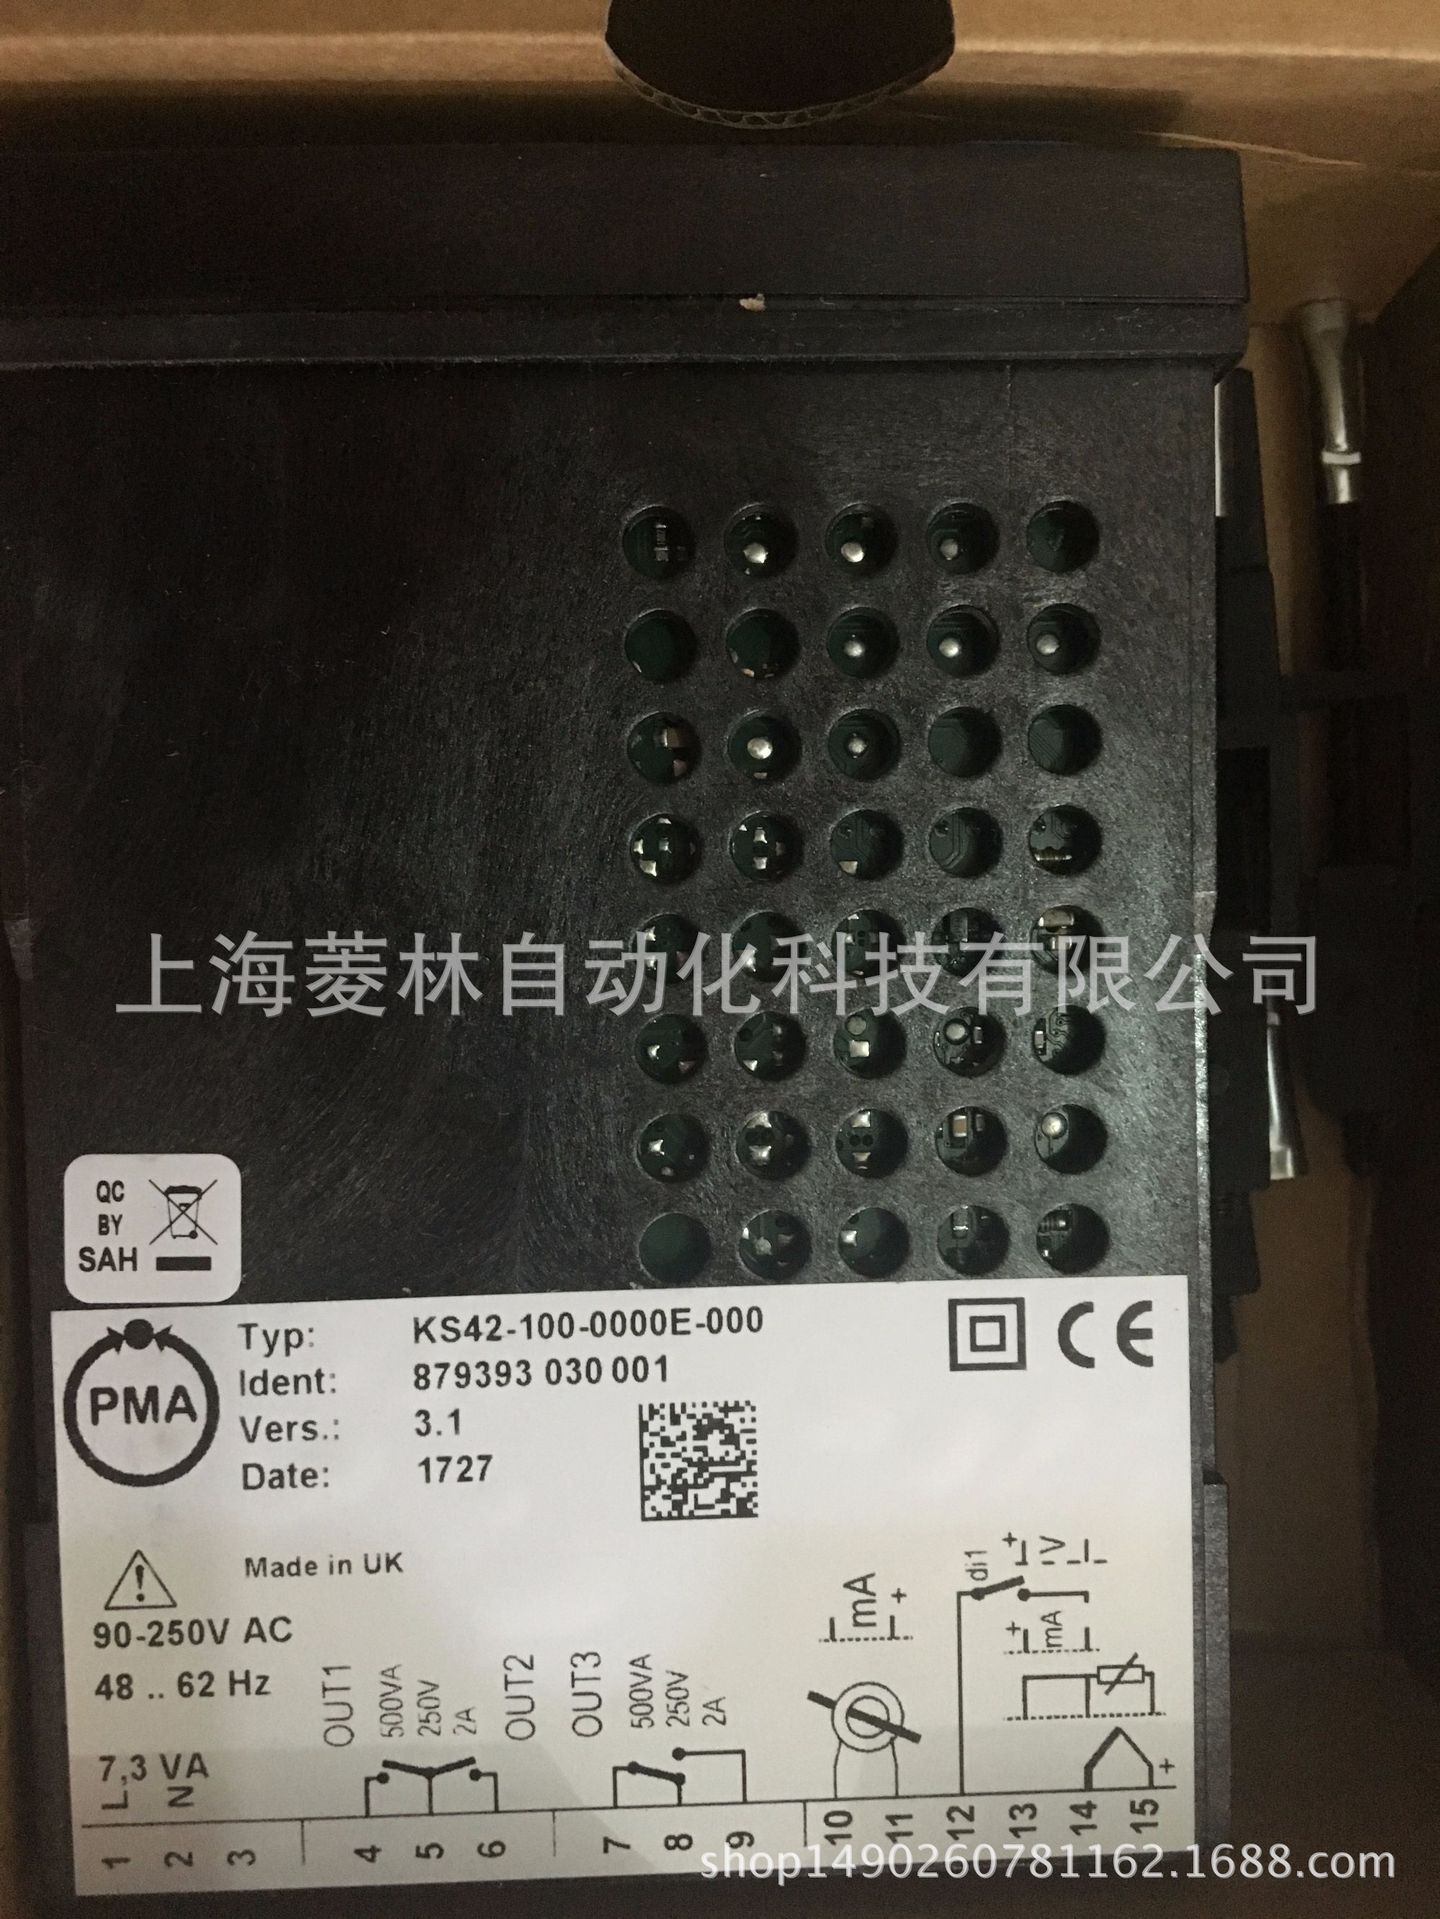 上海菱林自动化科技有限公司
QC
BY
SAH
PMA
Typ: KS42-100-0000E-000
Ident: 879393 030 001
Vers.: 3.1
Date: 1727
CE
Made in UK
90-250V AC
48 .. 62 Hz
7,3 VA
L N
OUT1
500VA
250V
2A
OUT2
OUT3
500VA
250V
2A
mA
+
di1
+ V -
+ mA
+
1 2 3 4 5 6 7 8 9 10 11 12 13 14 15
shop1490260781162.1688.com